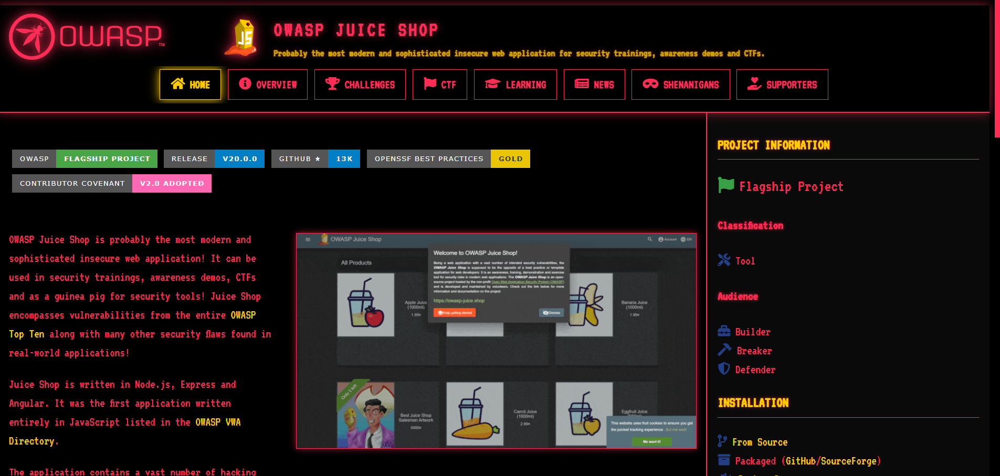 OWASP™
JS
OWASP JUICE SHOP
Probably the most modern and sophisticated insecure web application for security trainings, awareness demos and CTFs.
HOME
OVERVIEW
CHALLENGES
CTF
LEARNING
NEWS
SHENANIGANS
SUPPORTERS
OWASP FLAGSHIP PROJECT
RELEASE V20.0.0
GITHUB ★ 13K
OPENSSF BEST PRACTICES GOLD
CONTRIBUTOR COVENANT V2.0 ADOPTED
OWASP Juice Shop is probably the most modern and
sophisticated insecure web application! It can be
used in security trainings, awareness demos, CTFs
and as a guinea pig for security tools! Juice Shop
encompasses vulnerabilities from the entire OWASP
Top Ten along with many other security flaws found in
real-world applications!
Juice Shop is written in Node.js, Express and
Angular. It was the first application written
entirely in JavaScript listed in the OWASP VWA
Directory.
The application contains a vast number of hacking
OWASP Juice Shop
Account
EN
All Products
Welcome to OWASP Juice Shop!
Being a web application with a vast number of intended security vulnerabilities, the
OWASP Juice Shop is supposed to be the opposite of a best practice or template
application for web developers: It is an awareness, training, demonstration and exercise
tool for security risks in modern web applications. The OWASP Juice Shop is an open-
source project hosted by the non-profit Open Web Application Security Project (OWASP)
and is developed and maintained by volunteers. Check out the link below for more
information and documentation on the project.
https://owasp-juice.shop
Help getting started
Dismiss
Apple Juice
(1000ml)
1.99¤
Banana Juice
(1000ml)
1.99¤
Only 1 left
Best Juice Shop
Salesman Artwork
5000¤
Carrot Juice
(1000ml)
2.99¤
Eggfruit Juice
(500ml)
This website uses fruit cookies to ensure you get
the juiciest tracking experience. But me wait!
Me want it!
PROJECT INFORMATION
Flagship Project
Classification
Tool
Audience
Builder
Breaker
Defender
INSTALLATION
From Source
Packaged (GitHub/SourceForge)